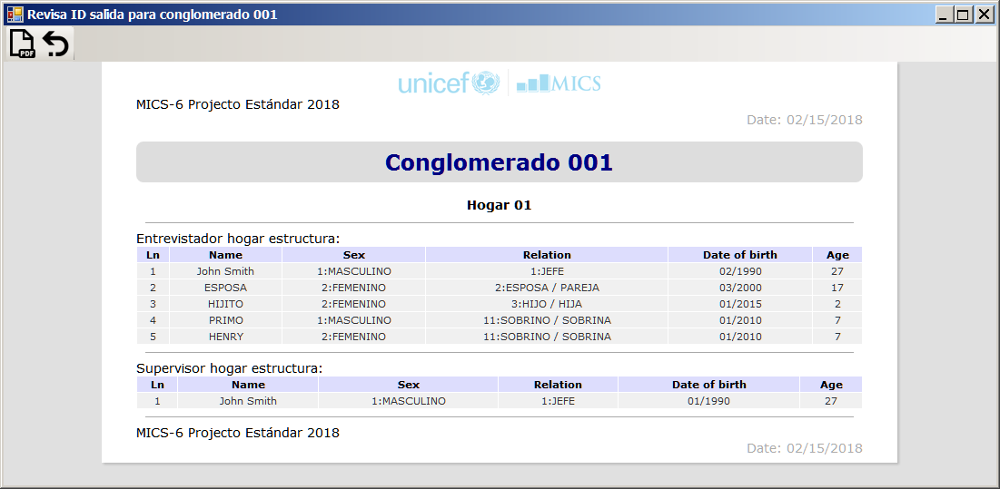 Revisa ID salida para conglomerado 001
PDF
unicef MICS
MICS-6 Projecto Estándar 2018
Date: 02/15/2018
Conglomerado 001
Hogar 01
Entrevistador hogar estructura:
Ln Name Sex Relation Date of birth Age
1 John Smith 1:MASCULINO 1:JEFE 02/1990 27
2 ESPOSA 2:FEMENINO 2:ESPOSA / PAREJA 03/2000 17
3 HIJITO 2:FEMENINO 3:HIJO / HIJA 01/2015 2
4 PRIMO 1:MASCULINO 11:SOBRINO / SOBRINA 01/2010 7
5 HENRY 2:FEMENINO 11:SOBRINO / SOBRINA 01/2010 7
Supervisor hogar estructura:
Ln Name Sex Relation Date of birth Age
1 John Smith 1:MASCULINO 1:JEFE 01/1990 27
MICS-6 Projecto Estándar 2018
Date: 02/15/2018